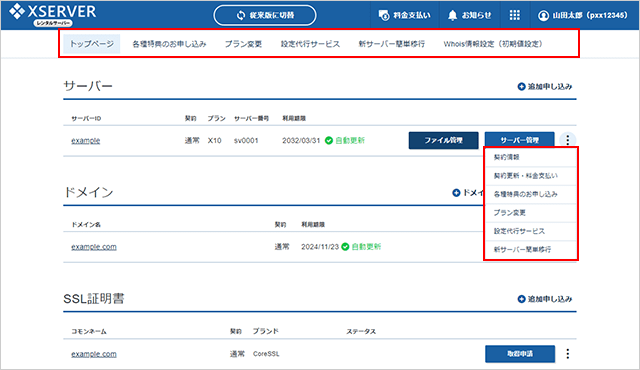 XSERVER
レンタルサーバー
従来版に切替
料金支払い
お知らせ
山田太郎（pxx12345）
トップページ 各種特典のお申し込み プラン変更 設定代行サービス 新サーバー簡単移行 Whois情報設定（初期値設定）
サーバー
追加申し込み
サーバーID 契約 プラン サーバー番号 利用期限
example 通常 X10 sv0001 2032/03/31 自動更新 ファイル管理 サーバー管理
契約情報
契約更新・料金支払い
各種特典のお申し込み
プラン変更
設定代行サービス
新サーバー簡単移行
ドメイン
ドメイ
ドメイン名 契約 利用期限
example.com 通常 2024/11/23 自動更新
SSL証明書
追加申し込み
コモンネーム 契約 ブランド ステータス
example.com 通常 CoreSSL 取得申請